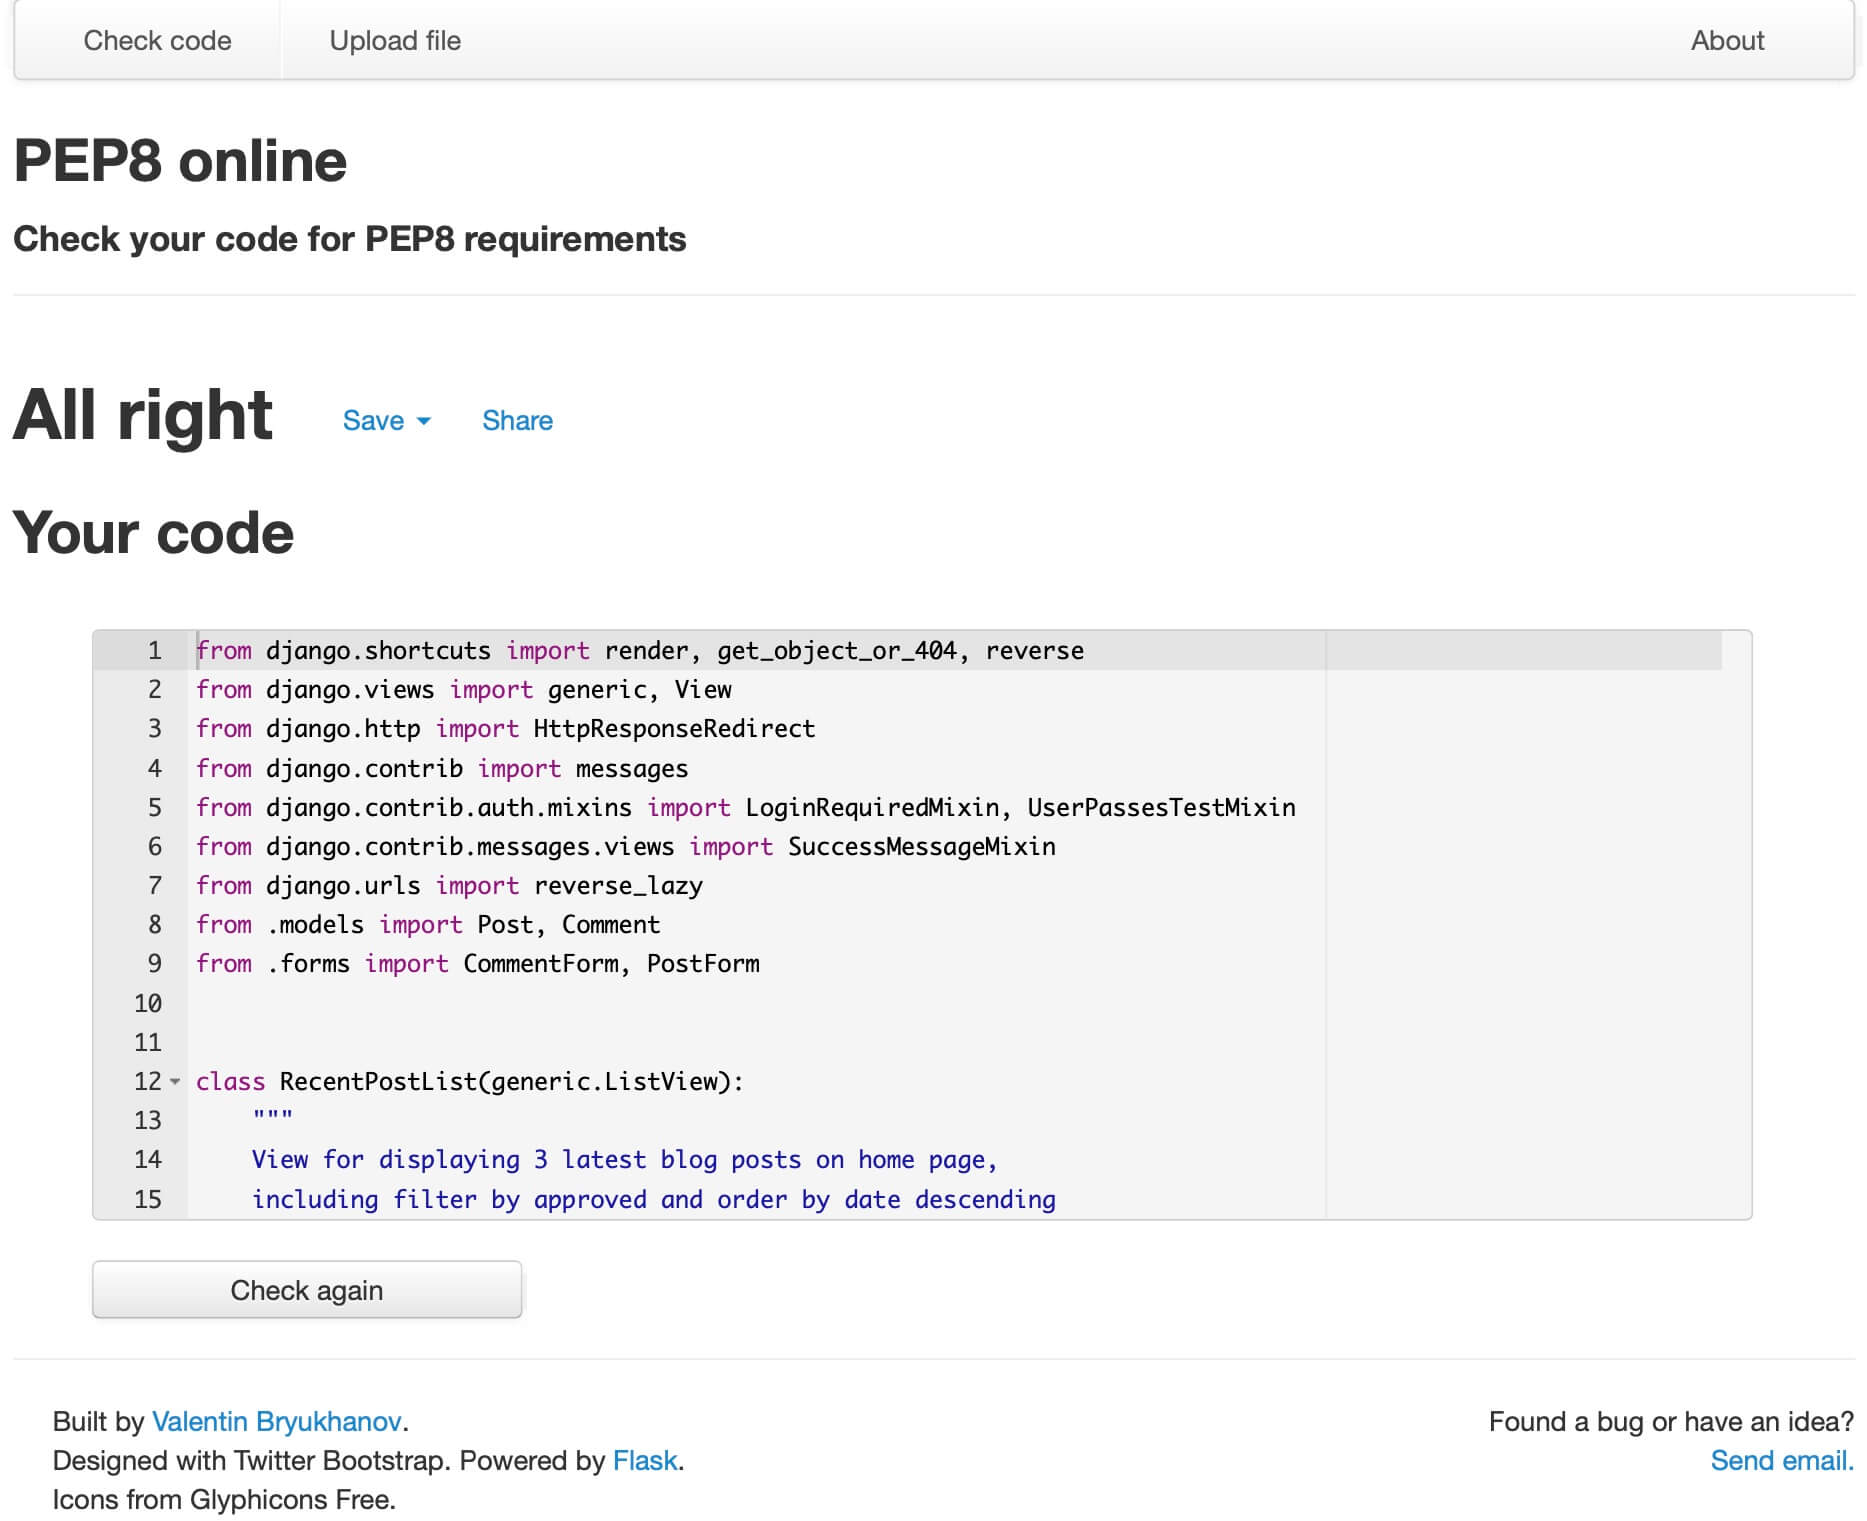 Check code Upload file About
PEP8 online
Check your code for PEP8 requirements
All right Save Share
Your code
1 from django.shortcuts import render, get_object_or_404, reverse
2 from django.views import generic, View
3 from django.http import HttpResponseRedirect
4 from django.contrib import messages
5 from django.contrib.auth.mixins import LoginRequiredMixin, UserPassesTestMixin
6 from django.contrib.messages.views import SuccessMessageMixin
7 from django.urls import reverse_lazy
8 from .models import Post, Comment
9 from .forms import CommentForm, PostForm
10
11
12 class RecentPostList(generic.ListView):
13     """
14     View for displaying 3 latest blog posts on home page,
15     including filter by approved and order by date descending
Check again
Built by Valentin Bryukhanov. Found a bug or have an idea?
Designed with Twitter Bootstrap. Powered by Flask. Send email.
Icons from Glyphicons Free.